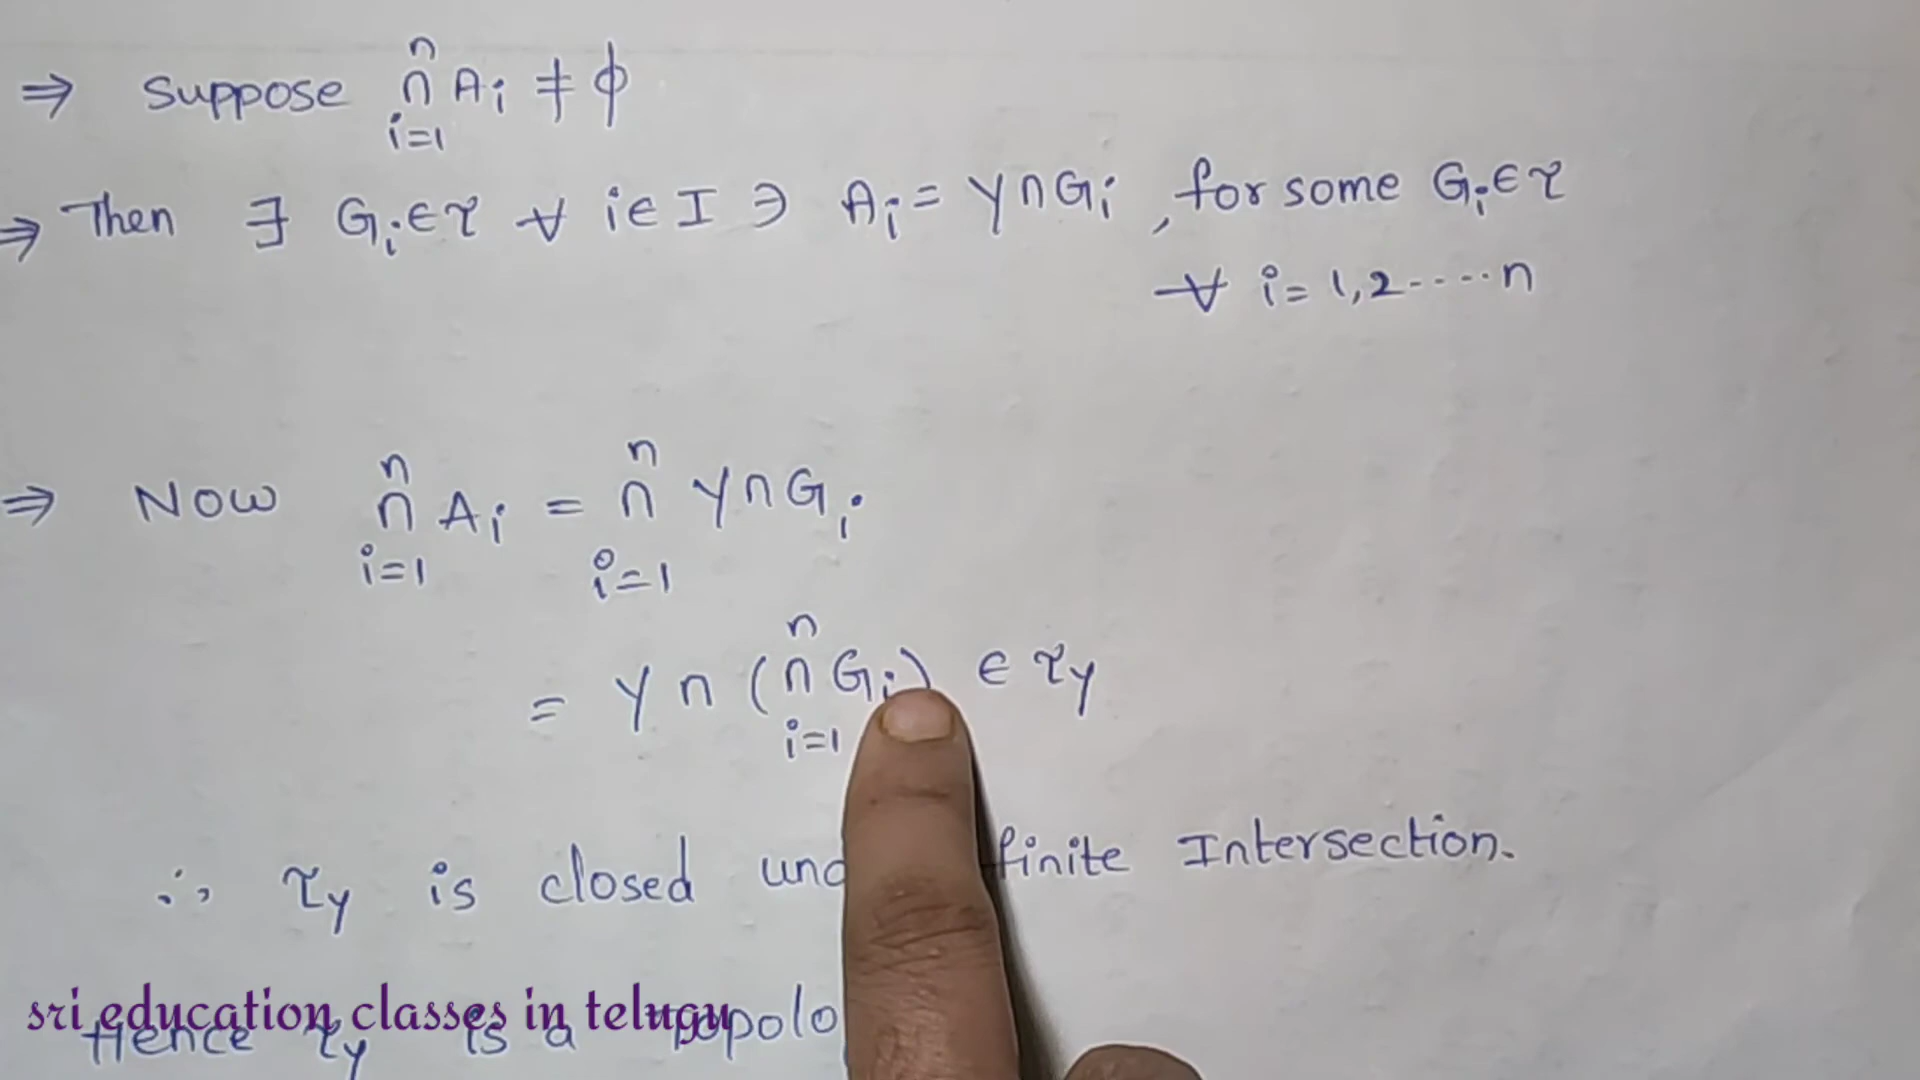 ⇒ Suppose ⋂ᵢ₌₁ⁿ Aᵢ ≠ ϕ
⇒ Then ∃ Gᵢ∈τ ∀ i∈I ∋ Aᵢ = Y∩Gᵢ, for some Gᵢ∈τ
∀ i = 1,2-----n
⇒ Now ⋂ᵢ₌₁ⁿ Aᵢ = ⋂ᵢ₌₁ⁿ Y∩Gᵢ.
= Y ∩ (⋂ᵢ₌₁ⁿ Gᵢ) ∈ τy
∴ τy is closed finite Intersection.
sri education classes in telugu
Hence τy is a